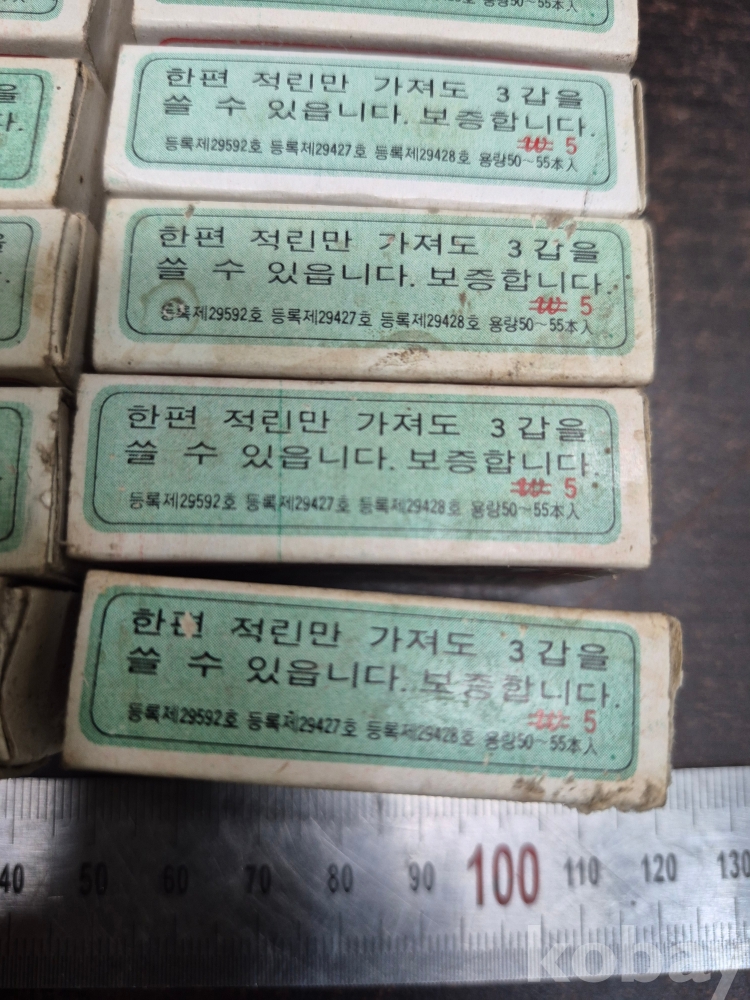 용량50~55本入
한편 적린만 가져도 3갑을
쓸 수 있읍니다. 보증합니다.
₩ 5
등록제29592호 등록제29427호 등록제29428호 용량50~55本入
을
다.
한편 적린만 가져도 3갑을
쓸 수 있읍니다. 보증합니다.
₩ 5
등록제29592호 등록제29427호 등록제29428호 용량50~55本入
을
한편 적린만 가져도 3갑을
쓸 수 있읍니다. 보증합니다.
₩ 5
등록제29592호 등록제29427호 등록제29428호 용량50~55本入
한편 적린만 가져도 3갑을
쓸 수 있읍니다. 보증합니다.
₩ 5
등록제29592호 등록제29427호 등록제29428호 용량50~55本入
40 50 60 70 80 90 100 110 120 130
kobay